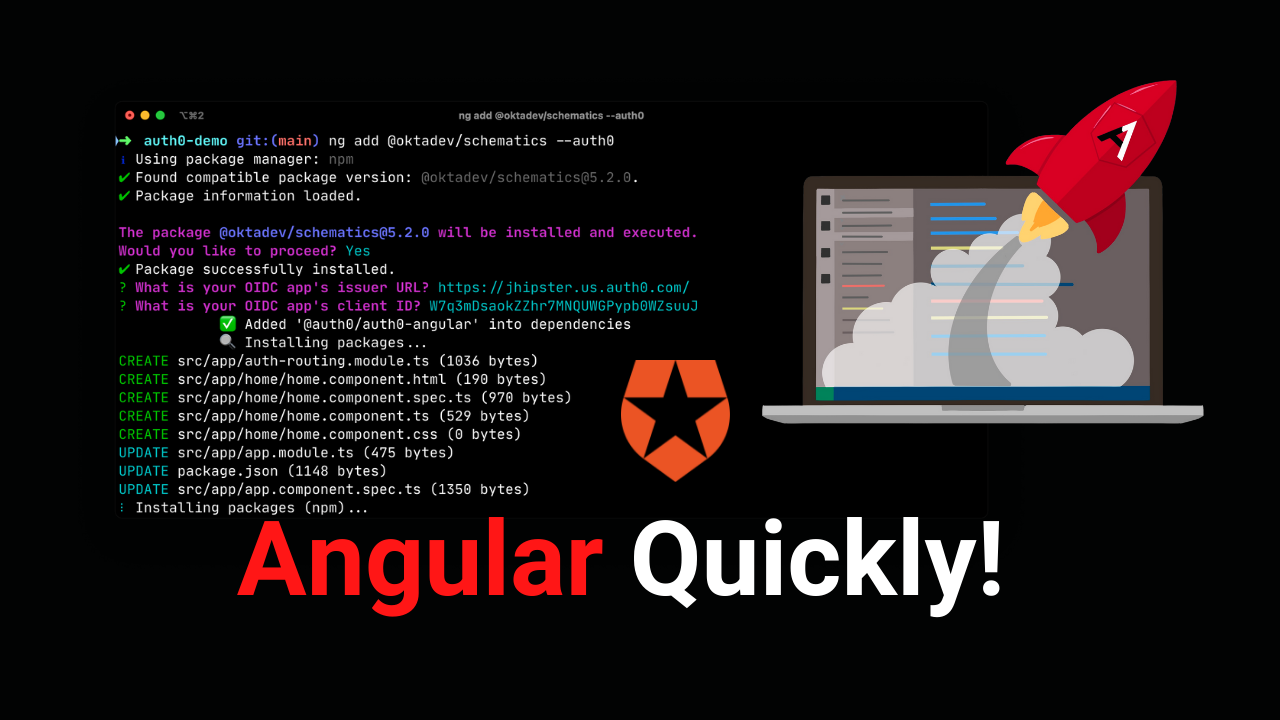 ⌥⌘2 ng add @oktadev/schematics --auth0
➜ auth0-demo git:(main) ng add @oktadev/schematics --auth0
ℹ Using package manager: npm
✔ Found compatible package version: @oktadev/schematics@5.2.0.
✔ Package information loaded.
The package @oktadev/schematics@5.2.0 will be installed and executed.
Would you like to proceed? Yes
✔ Package successfully installed.
? What is your OIDC app's issuer URL? https://jhipster.us.auth0.com/
? What is your OIDC app's client ID? W7q3mDsaokZZhr7MNQUWGPypb0WZsuuJ
✅ Added '@auth0/auth0-angular' into dependencies
🔍 Installing packages...
CREATE src/app/auth-routing.module.ts (1036 bytes)
CREATE src/app/home/home.component.html (190 bytes)
CREATE src/app/home/home.component.spec.ts (970 bytes)
CREATE src/app/home/home.component.ts (529 bytes)
CREATE src/app/home/home.component.css (0 bytes)
UPDATE src/app/app.module.ts (475 bytes)
UPDATE package.json (1148 bytes)
UPDATE src/app/app.component.spec.ts (1350 bytes)
⠇ Installing packages (npm)...
A
Angular Quickly!